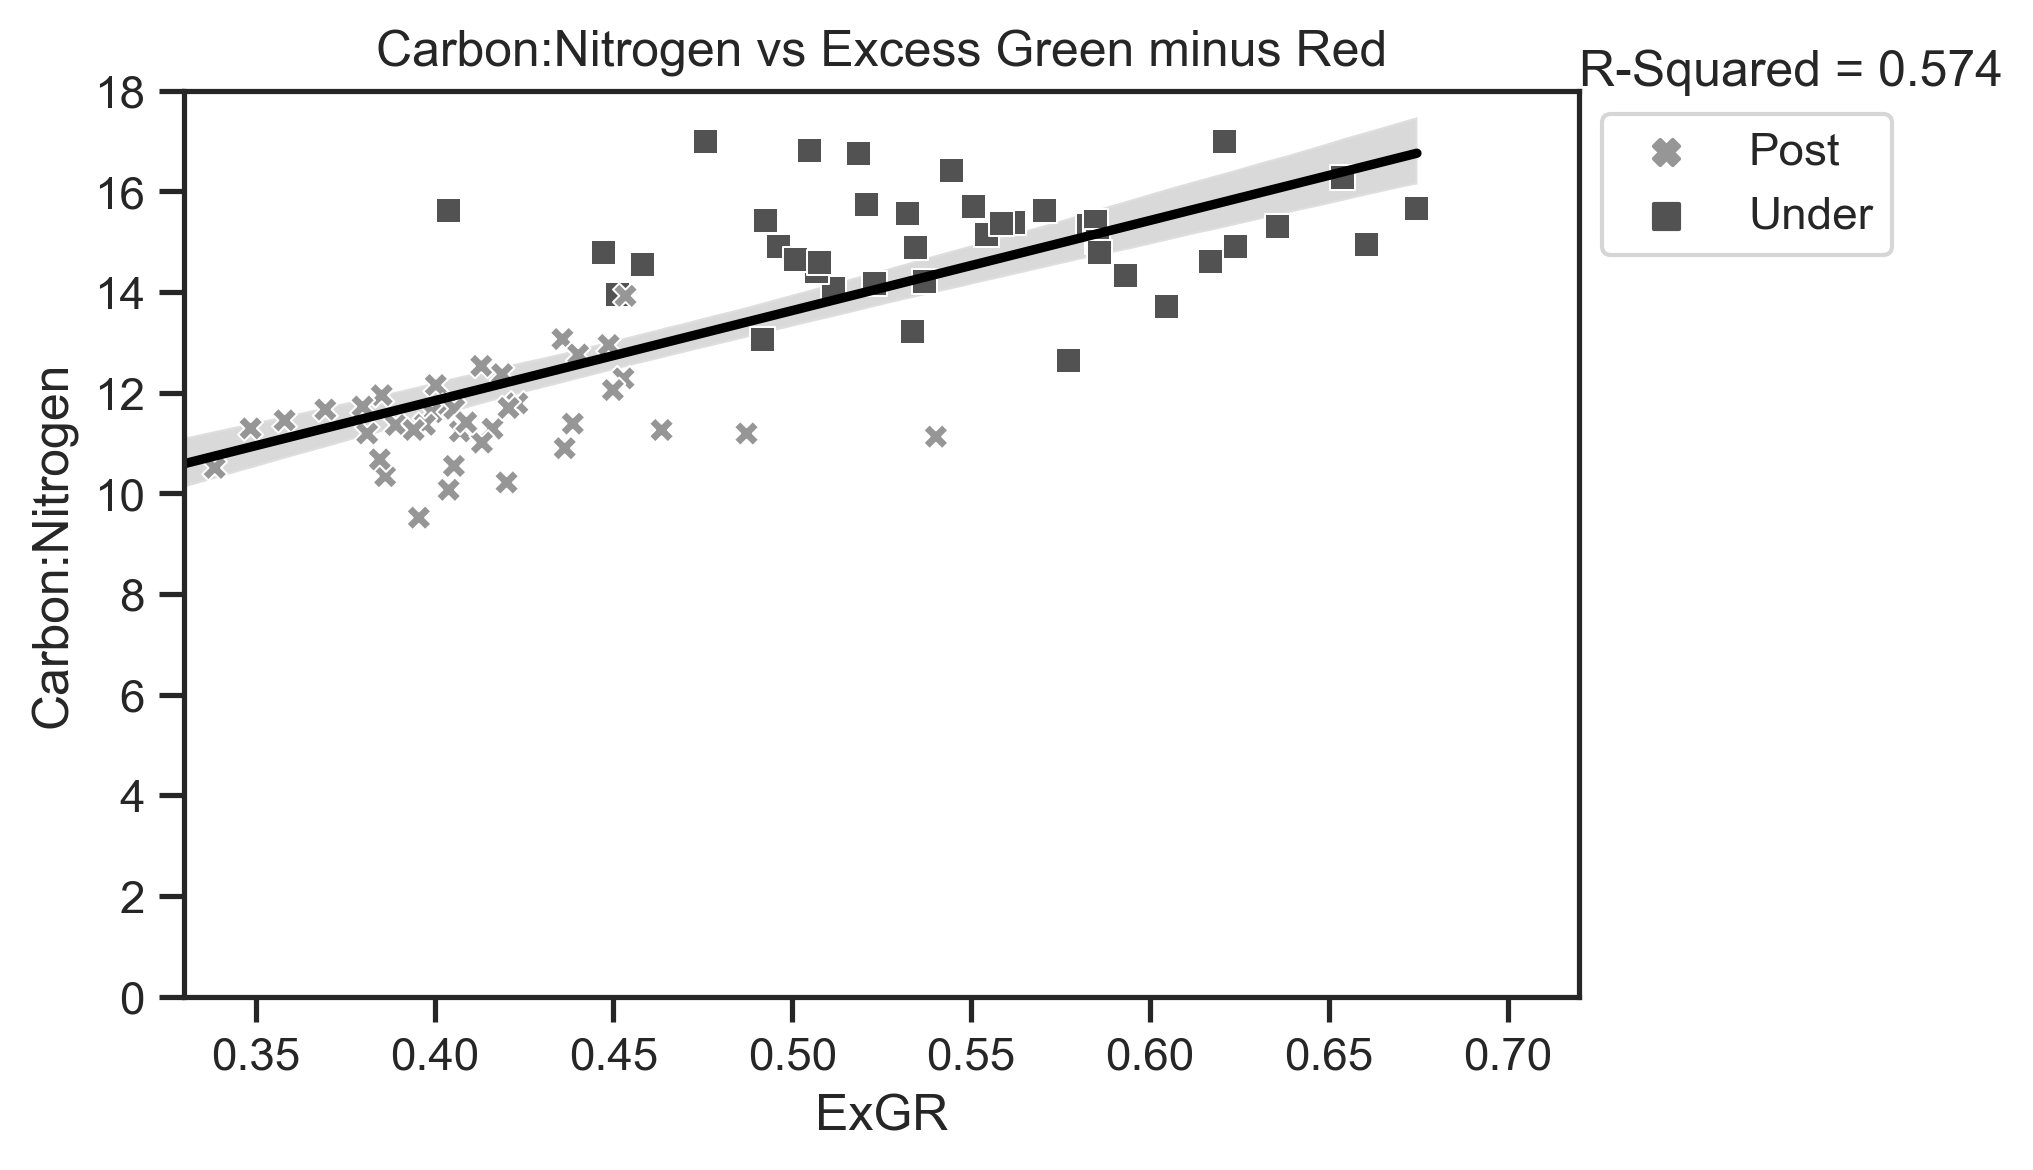 Carbon:Nitrogen vs Excess Green minus Red
R-Squared = 0.574
Post
Under
Carbon:Nitrogen
18
16
14
12
10
8
6
4
2
0
0.35 0.40 0.45 0.50 0.55 0.60 0.65 0.70
ExGR